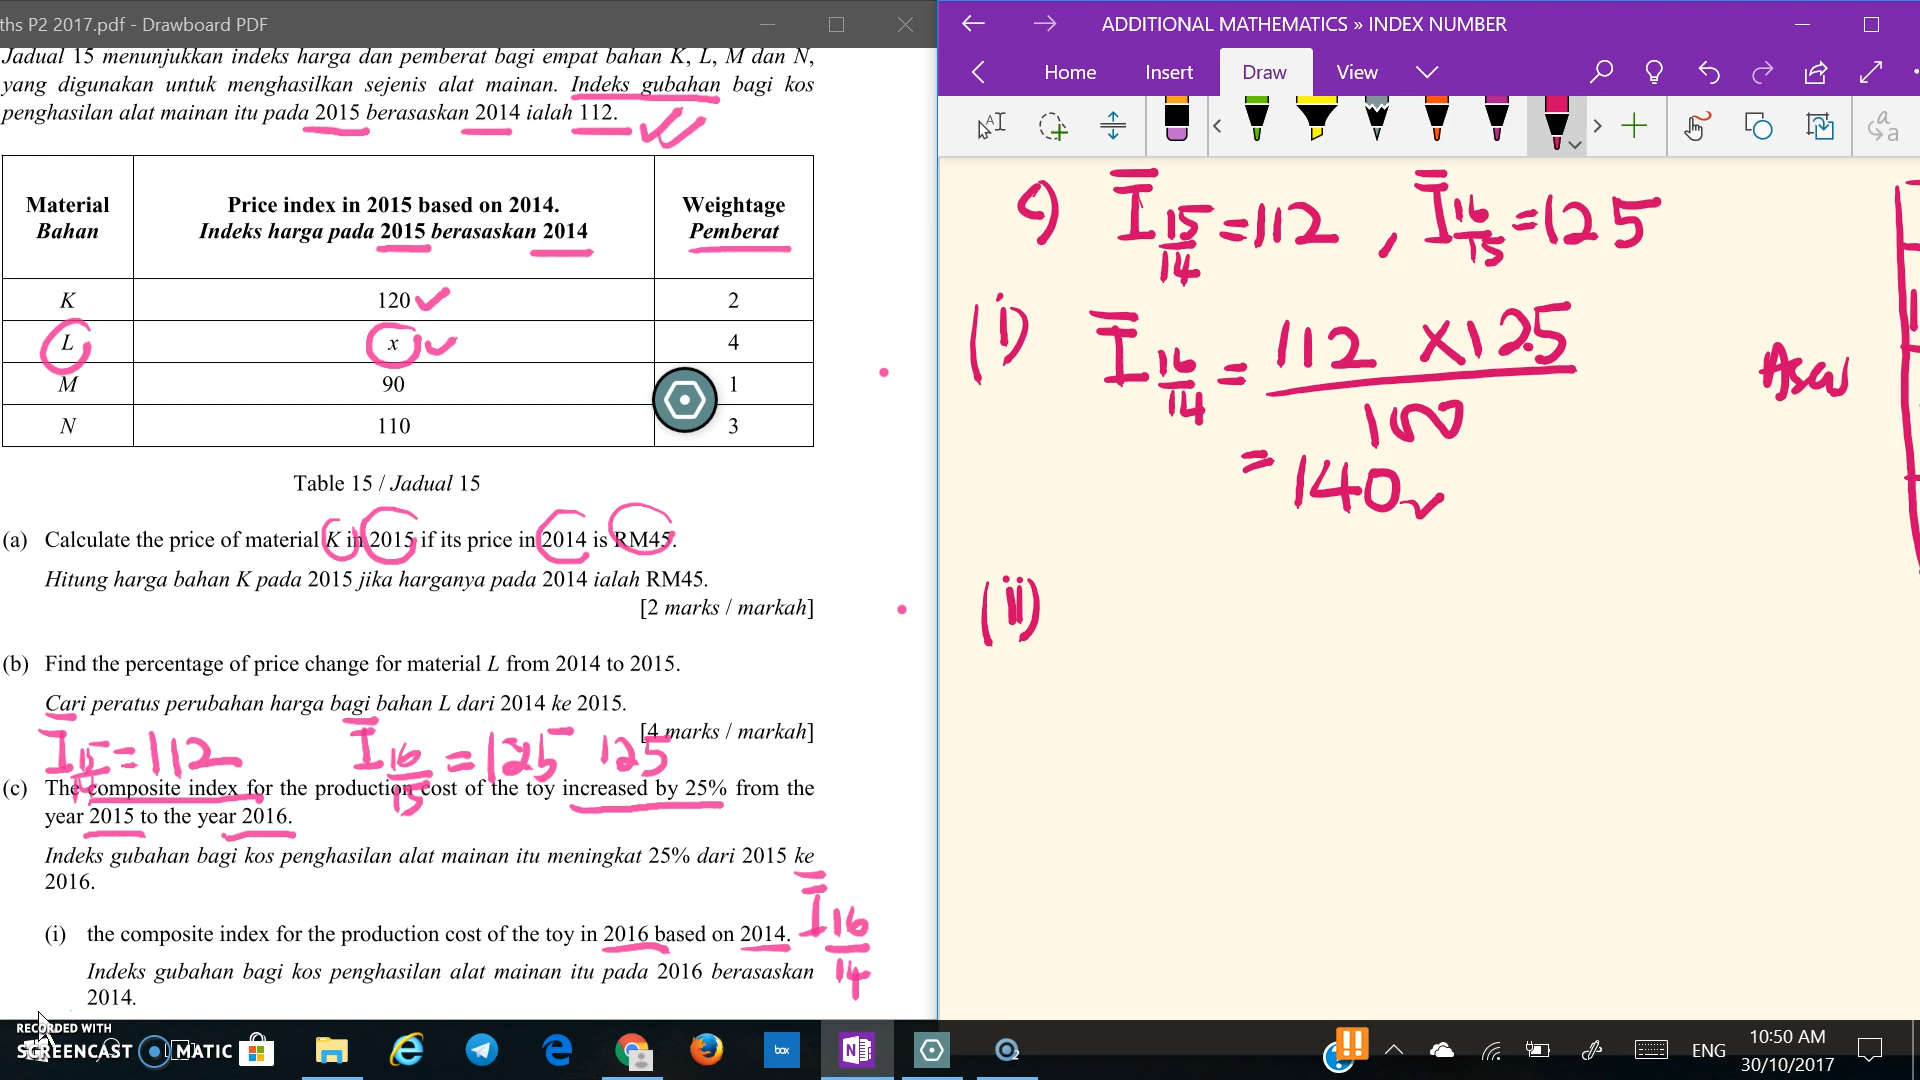 ths P2 2017.pdf - Drawboard PDF
Jadual 15 menunjukkan indeks harga dan pemberat bagi empat bahan K, L, M dan N,
yang digunakan untuk menghasilkan sejenis alat mainan. Indeks gubahan bagi kos
penghasilan alat mainan itu pada 2015 berasaskan 2014 ialah 112.
Material Price index in 2015 based on 2014. Weightage
Bahan Indeks harga pada 2015 berasaskan 2014 Pemberat
K 120 2
L x 4
M 90 1
N 110 3
Table 15 / Jadual 15
(a) Calculate the price of material K in 2015 if its price in 2014 is RM45.
Hitung harga bahan K pada 2015 jika harganya pada 2014 ialah RM45.
[2 marks / markah]
(b) Find the percentage of price change for material L from 2014 to 2015.
Cari peratus perubahan harga bagi bahan L dari 2014 ke 2015.
[4 marks / markah]
I 15/14 = 112 I 16/15 = 125 125
(c) The composite index for the production cost of the toy increased by 25% from the
year 2015 to the year 2016.
Indeks gubahan bagi kos penghasilan alat mainan itu meningkat 25% dari 2015 ke
2016.
(i) the composite index for the production cost of the toy in 2016 based on 2014. I 16/14
Indeks gubahan bagi kos penghasilan alat mainan itu pada 2016 berasaskan
2014.
ADDITIONAL MATHEMATICS » INDEX NUMBER
Home Insert Draw View
c) I 15/14 = 112 , I 16/15 = 125
(i) I 16/14 = 112 x 125
100
= 140
(ii)
RECORDED WITH
SCREENCAST MATIC
box
N
ENG
10:50 AM
30/10/2017